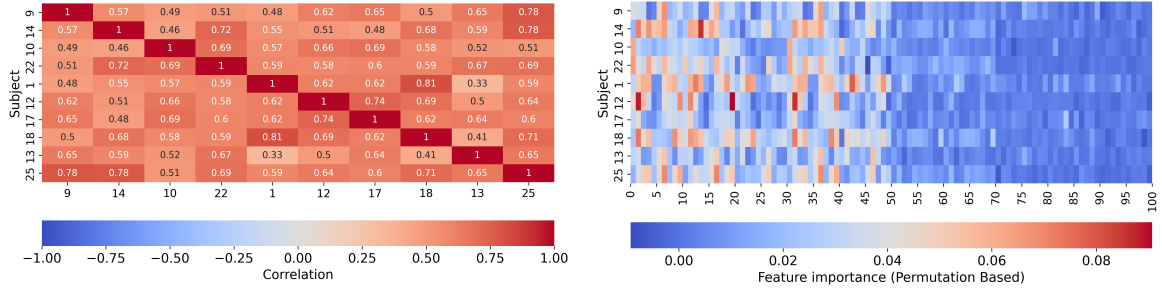 9 1 0.57 0.49 0.51 0.48 0.62 0.65 0.5 0.65 0.78
14 0.57 1 0.46 0.72 0.55 0.51 0.48 0.68 0.59 0.78
10 0.49 0.46 1 0.69 0.57 0.66 0.69 0.58 0.52 0.51
22 0.51 0.72 0.69 1 0.59 0.58 0.6 0.59 0.67 0.69
1 0.48 0.55 0.57 0.59 1 0.62 0.62 0.81 0.33 0.59
12 0.62 0.51 0.66 0.58 0.62 1 0.74 0.69 0.5 0.64
17 0.65 0.48 0.69 0.6 0.62 0.74 1 0.62 0.64 0.6
18 0.5 0.68 0.58 0.59 0.81 0.69 0.62 1 0.41 0.71
13 0.65 0.59 0.52 0.67 0.33 0.5 0.64 0.41 1 0.65
25 0.78 0.78 0.51 0.69 0.59 0.64 0.6 0.71 0.65 1
Subject
9 14 10 22 1 12 17 18 13 25
−1.00 −0.75 −0.50 −0.25 0.00 0.25 0.50 0.75 1.00
Correlation
Subject
9
14
10
22
1
12
17
18
13
25
0 5 10 15 20 25 30 35 40 45 50 55 60 65 70 75 80 85 90 95 100
0.00 0.02 0.04 0.06 0.08
Feature importance (Permutation Based)